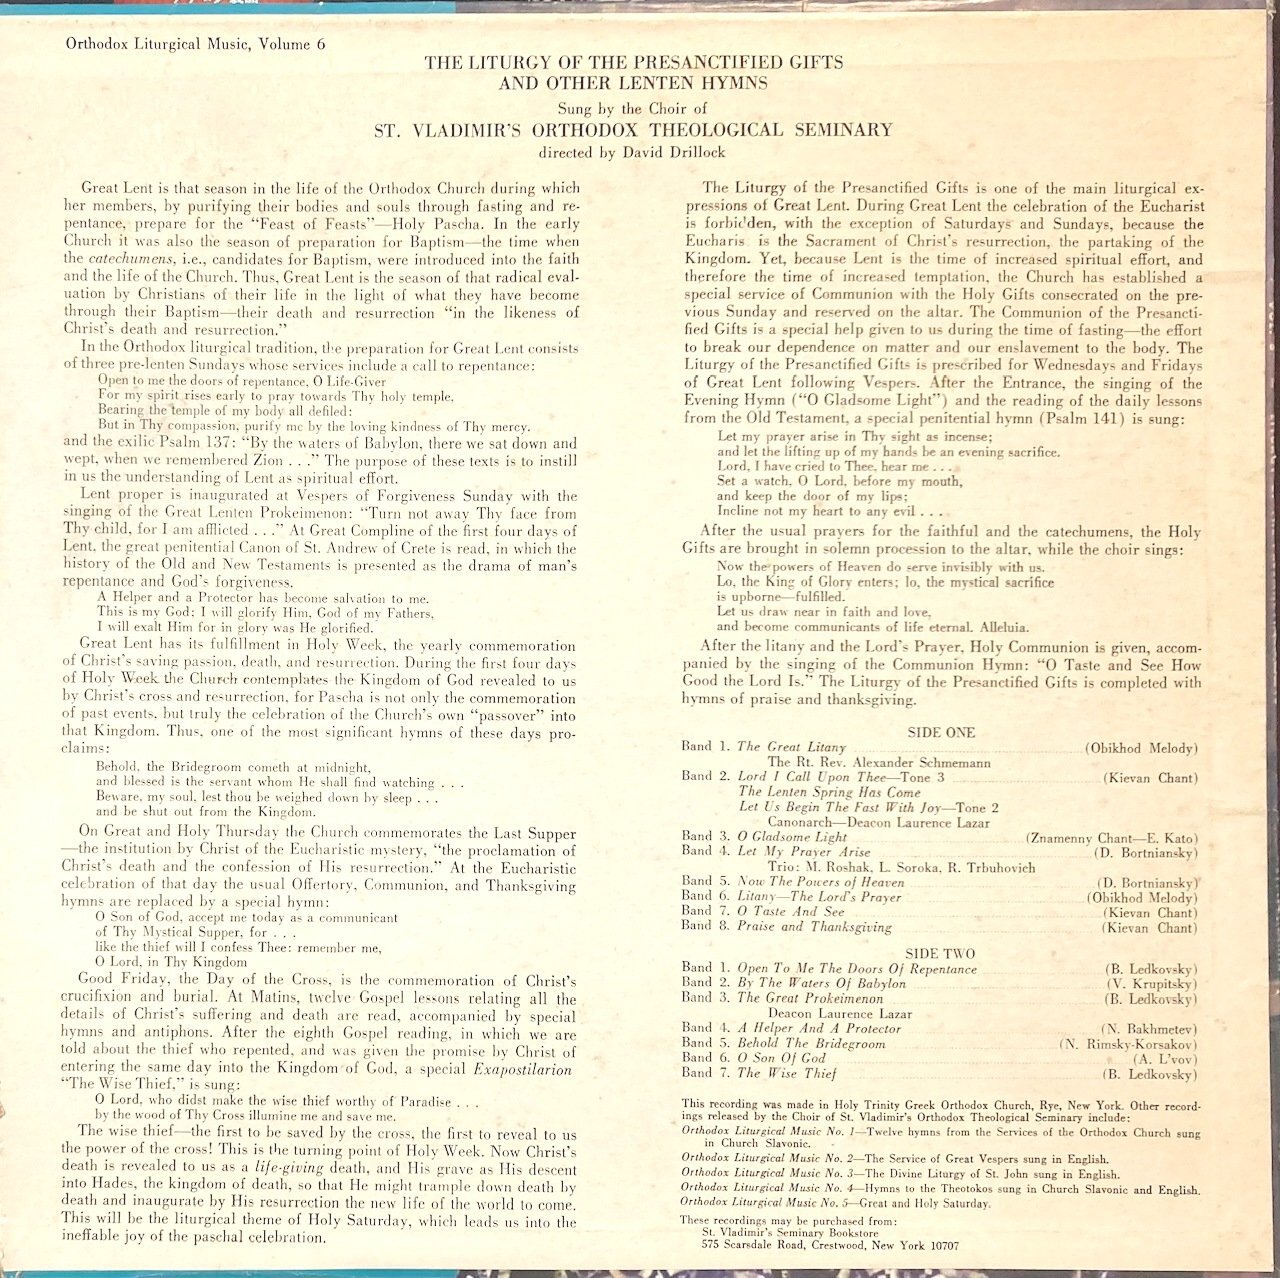 Orthodox Liturgical Music, Volume 6
THE LITURGY OF THE PRESANCTIFIED GIFTS
AND OTHER LENTEN HYMNS
Sung by the Choir of
ST. VLADIMIR'S ORTHODOX THEOLOGICAL SEMINARY
directed by David Drillock
Great Lent is that season in the life of the Orthodox Church during which
her members, by purifying their bodies and souls through fasting and re-
pentance, prepare for the “Feast of Feasts”—Holy Pascha. In the early
Church it was also the season of preparation for Baptism—the time when
the catechumens, i.e., candidates for Baptism, were introduced into the faith
and the life of the Church. Thus, Great Lent is the season of that radical eval-
uation by Christians of their life in the light of what they have become
through their Baptism—their death and resurrection “in the likeness of
Christ's death and resurrection.”
In the Orthodox liturgical tradition, the preparation for Great Lent consists
of three pre-lenten Sundays whose services include a call to repentance:
Open to me the doors of repentance, O Life-Giver
For my spirit rises early to pray towards Thy holy temple,
Bearing the temple of my body all defiled:
But in Thy compassion, purify me by the loving kindness of Thy mercy.
and the exilic Psalm 137: “By the waters of Babylon, there we sat down and
wept, when we remembered Zion . . .” The purpose of these texts is to instill
in us the understanding of Lent as spiritual effort.
Lent proper is inaugurated at Vespers of Forgiveness Sunday with the
singing of the Great Lenten Prokeimenon: “Turn not away Thy face from
Thy child, for I am afflicted . . .” At Great Compline of the first four days of
Lent, the great penitential Canon of St. Andrew of Crete is read, in which the
history of the Old and New Testaments is presented as the drama of man's
repentance and God's forgiveness.
A Helper and a Protector has become salvation to me.
This is my God: I will glorify Him, God of my Fathers,
I will exalt Him for in glory was He glorified.
Great Lent has its fulfillment in Holy Week, the yearly commemoration
of Christ's saving passion, death, and resurrection. During the first four days
of Holy Week the Church contemplates the Kingdom of God revealed to us
by Christ's cross and resurrection, for Pascha is not only the commemoration
of past events, but truly the celebration of the Church's own “passover” into
that Kingdom. Thus, one of the most significant hymns of these days pro-
claims:
Behold, the Bridegroom cometh at midnight,
and blessed is the servant whom He shall find watching . . .
Beware, my soul, lest thou be weighed down by sleep . . .
and be shut out from the Kingdom.
On Great and Holy Thursday the Church commemorates the Last Supper
—the institution by Christ of the Eucharistic mystery, “the proclamation of
Christ's death and the confession of His resurrection.” At the Eucharistic
celebration of that day the usual Offertory, Communion, and Thanksgiving
hymns are replaced by a special hymn:
O Son of God, accept me today as a communicant
of Thy Mystical Supper, for . . .
like the thief will I confess Thee: remember me,
O Lord, in Thy Kingdom
Good Friday, the Day of the Cross, is the commemoration of Christ's
crucifixion and burial. At Matins, twelve Gospel lessons relating all the
details of Christ's suffering and death are read, accompanied by special
hymns and antiphons. After the eighth Gospel reading, in which we are
told about the thief who repented, and was given the promise by Christ of
entering the same day into the Kingdom of God, a special Exapostilarion
“The Wise Thief,” is sung:
O Lord, who didst make the wise thief worthy of Paradise . . .
by the wood of Thy Cross illumine me and save me.
The wise thief—the first to be saved by the cross, the first to reveal to us
the power of the cross! This is the turning point of Holy Week. Now Christ's
death is revealed to us as a life-giving death, and His grave as His descent
into Hades, the kingdom of death, so that He might trample down death by
death and inaugurate by His resurrection the new life of the world to come.
This will be the liturgical theme of Holy Saturday, which leads us into the
ineffable joy of the paschal celebration.
The Liturgy of the Presanctified Gifts is one of the main liturgical ex-
pressions of Great Lent. During Great Lent the celebration of the Eucharist
is forbidden, with the exception of Saturdays and Sundays, because the
Eucharis is the Sacrament of Christ's resurrection, the partaking of the
Kingdom. Yet, because Lent is the time of increased spiritual effort, and
therefore the time of increased temptation, the Church has established a
special service of Communion with the Holy Gifts consecrated on the pre-
vious Sunday and reserved on the altar. The Communion of the Presancti-
fied Gifts is a special help given to us during the time of fasting—the effort
to break our dependence on matter and our enslavement to the body. The
Liturgy of the Presanctified Gifts is prescribed for Wednesdays and Fridays
of Great Lent following Vespers. After the Entrance, the singing of the
Evening Hymn (“O Gladsome Light”) and the reading of the daily lessons
from the Old Testament, a special penitential hymn (Psalm 141) is sung:
Let my prayer arise in Thy sight as incense;
and let the lifting up of my hands be an evening sacrifice.
Lord, I have cried to Thee, hear me . . .
Set a watch, O Lord, before my mouth,
and keep the door of my lips;
Incline not my heart to any evil . . .
After the usual prayers for the faithful and the catechumens, the Holy
Gifts are brought in solemn procession to the altar, while the choir sings:
Now the powers of Heaven do serve invisibly with us.
Lo, the King of Glory enters; lo, the mystical sacrifice
is upborne—fulfilled.
Let us draw near in faith and love,
and become communicants of life eternal. Alleluia.
After the litany and the Lord's Prayer, Holy Communion is given, accom-
panied by the singing of the Communion Hymn: “O Taste and See How
Good the Lord Is.” The Liturgy of the Presanctified Gifts is completed with
hymns of praise and thanksgiving.
SIDE ONE
Band 1. The Great Litany (Obikhod Melody)
The Rt. Rev. Alexander Schmemann
Band 2. Lord I Call Upon Thee—Tone 3 (Kievan Chant)
The Lenten Spring Has Come
Let Us Begin The Fast With Joy—Tone 2
Canonarch—Deacon Laurence Lazar
Band 3. O Gladsome Light (Znamenny Chant—E. Kato)
Band 4. Let My Prayer Arise (D. Bortniansky)
Trio: M. Roshak, L. Soroka, R. Trbuhovich
Band 5. Now The Powers of Heaven (D. Bortniansky)
Band 6. Litany—The Lord's Prayer (Obikhod Melody)
Band 7. O Taste And See (Kievan Chant)
Band 8. Praise and Thanksgiving (Kievan Chant)
SIDE TWO
Band 1. Open To Me The Doors Of Repentance (B. Ledkovsky)
Band 2. By The Waters Of Babylon (V. Krupitsky)
Band 3. The Great Prokeimenon (B. Ledkovsky)
Deacon Laurence Lazar
Band 4. A Helper And A Protector (N. Bakhmetev)
Band 5. Behold The Bridegroom (N. Rimsky-Korsakov)
Band 6. O Son Of God (A. L'vov)
Band 7. The Wise Thief (B. Ledkovsky)
This recording was made in Holy Trinity Greek Orthodox Church, Rye, New York. Other record-
ings released by the Choir of St. Vladimir's Orthodox Theological Seminary include:
Orthodox Liturgical Music No. 1—Twelve hymns from the Services of the Orthodox Church sung
in Church Slavonic.
Orthodox Liturgical Music No. 2—The Service of Great Vespers sung in English.
Orthodox Liturgical Music No. 3—The Divine Liturgy of St. John sung in English.
Orthodox Liturgical Music No. 4—Hymns to the Theotokos sung in Church Slavonic and English.
Orthodox Liturgical Music No. 5—Great and Holy Saturday.
These recordings may be purchased from:
St. Vladimir's Seminary Bookstore
575 Scarsdale Road, Crestwood, New York 10707